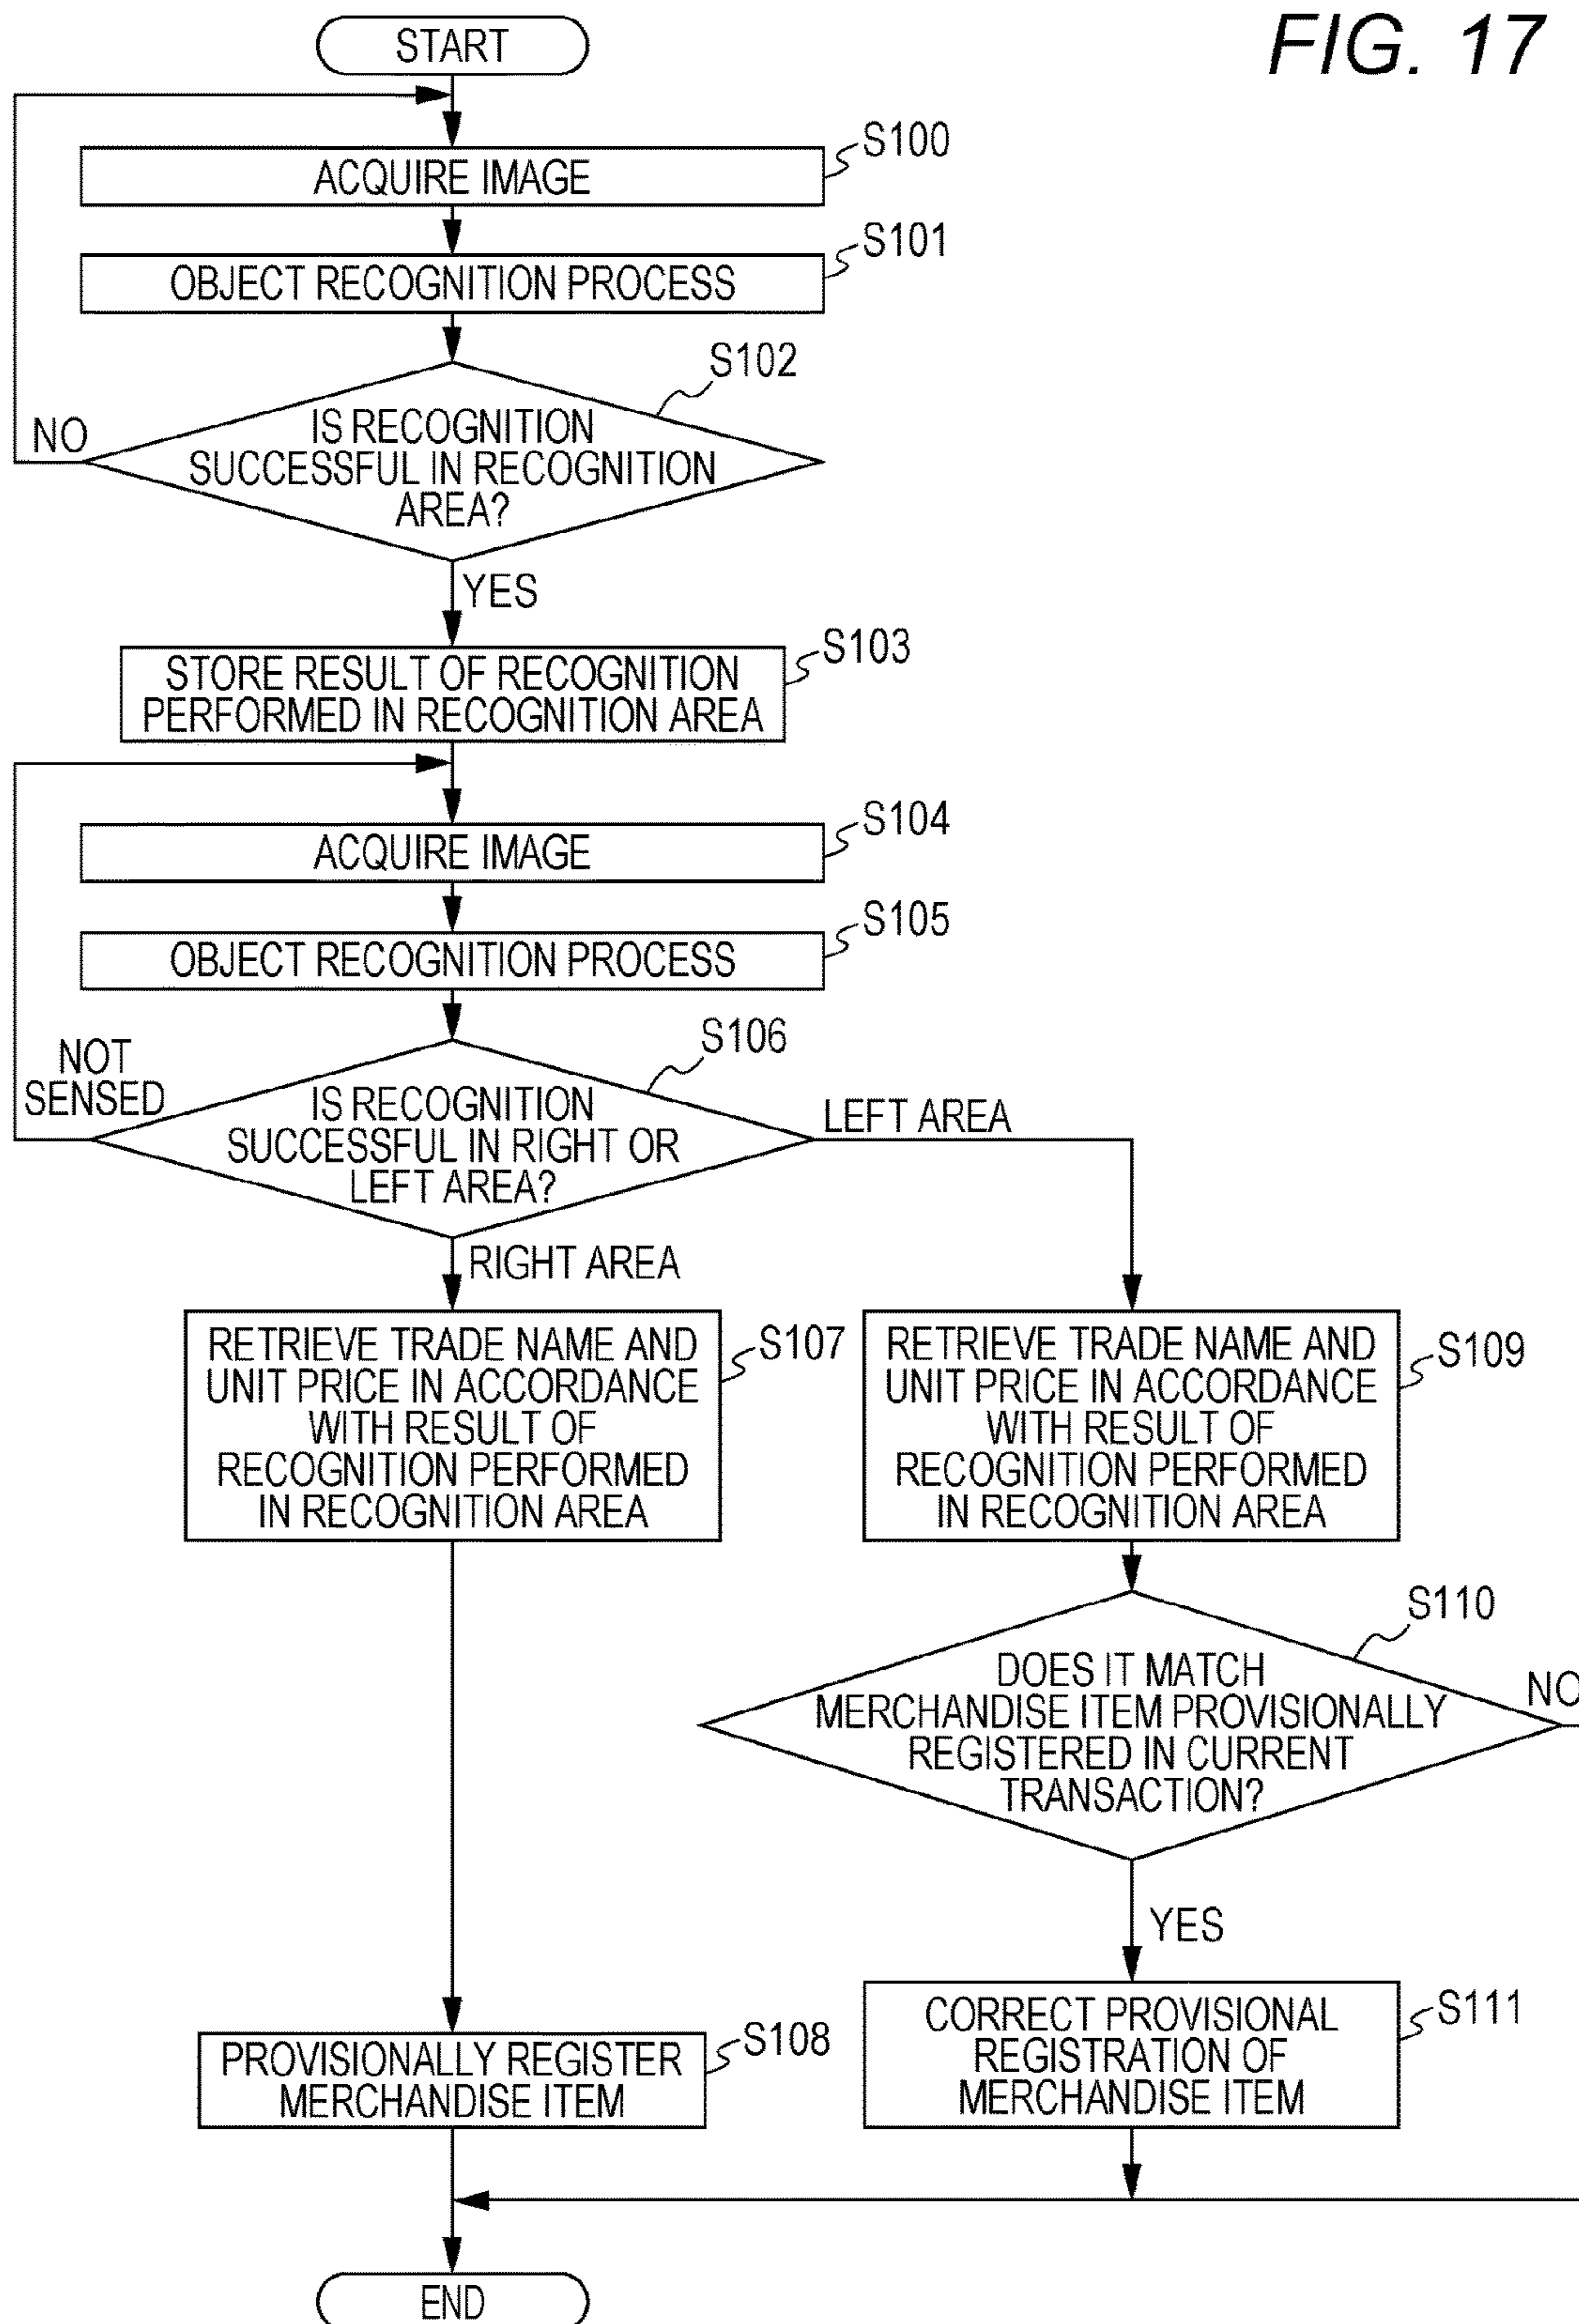 FIG. 17
START
S100
ACQUIRE IMAGE
S101
OBJECT RECOGNITION PROCESS
S102
IS RECOGNITION
SUCCESSFUL IN RECOGNITION
AREA?
NO
YES
S103
STORE RESULT OF RECOGNITION
PERFORMED IN RECOGNITION AREA
S104
ACQUIRE IMAGE
S105
OBJECT RECOGNITION PROCESS
S106
NOT
SENSED
IS RECOGNITION
SUCCESSFUL IN RIGHT OR
LEFT AREA?
LEFT AREA
RIGHT AREA
S107
RETRIEVE TRADE NAME AND
UNIT PRICE IN ACCORDANCE
WITH RESULT OF
RECOGNITION PERFORMED
IN RECOGNITION AREA
S109
RETRIEVE TRADE NAME AND
UNIT PRICE IN ACCORDANCE
WITH RESULT OF
RECOGNITION PERFORMED
IN RECOGNITION AREA
S110
DOES IT MATCH
MERCHANDISE ITEM PROVISIONALLY
REGISTERED IN CURRENT
TRANSACTION?
NO
YES
S108
PROVISIONALLY REGISTER
MERCHANDISE ITEM
S111
CORRECT PROVISIONAL
REGISTRATION OF
MERCHANDISE ITEM
END